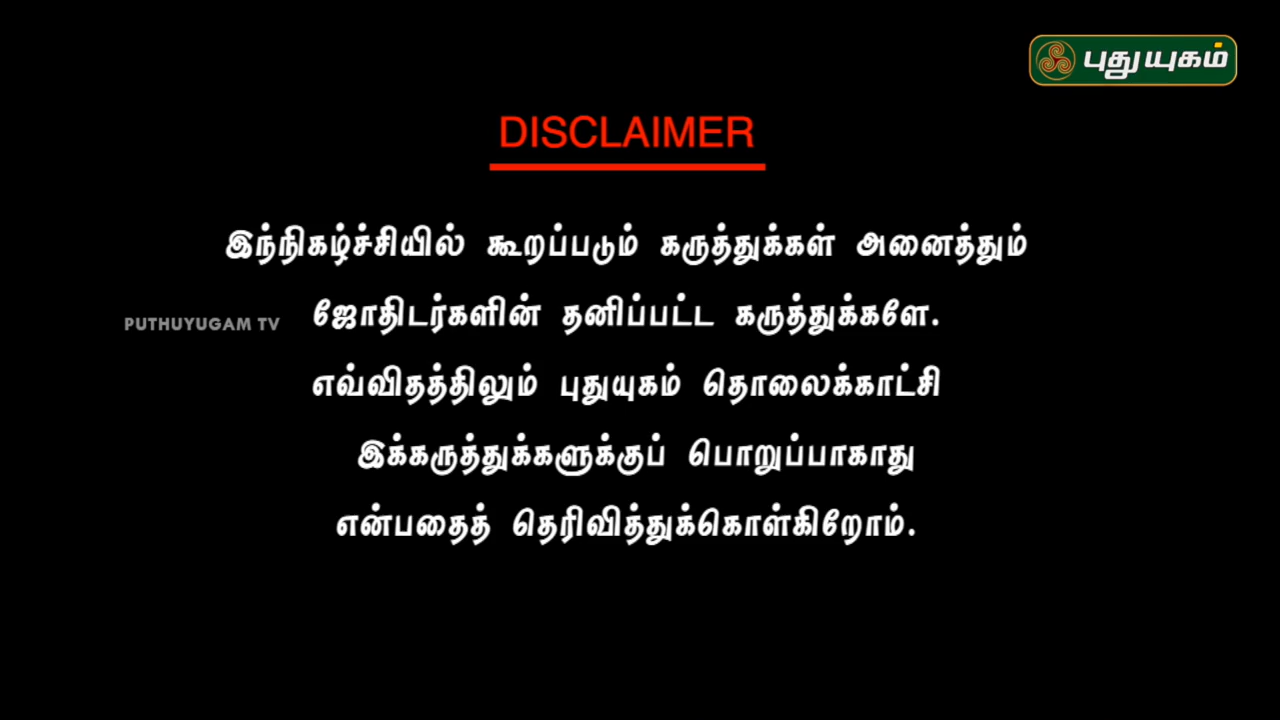 புதுயுகம்
DISCLAIMER
இந்நிகழ்ச்சியில் கூறப்படும் கருத்துக்கள் அனைத்தும்
PUTHUYUGAM TV ஜோதிடர்களின் தனிப்பட்ட கருத்துக்களே.
எவ்விதத்திலும் புதுயுகம் தொலைக்காட்சி
இக்கருத்துக்களுக்குப் பொறுப்பாகாது
என்பதைத் தெரிவித்துக்கொள்கிறோம்.